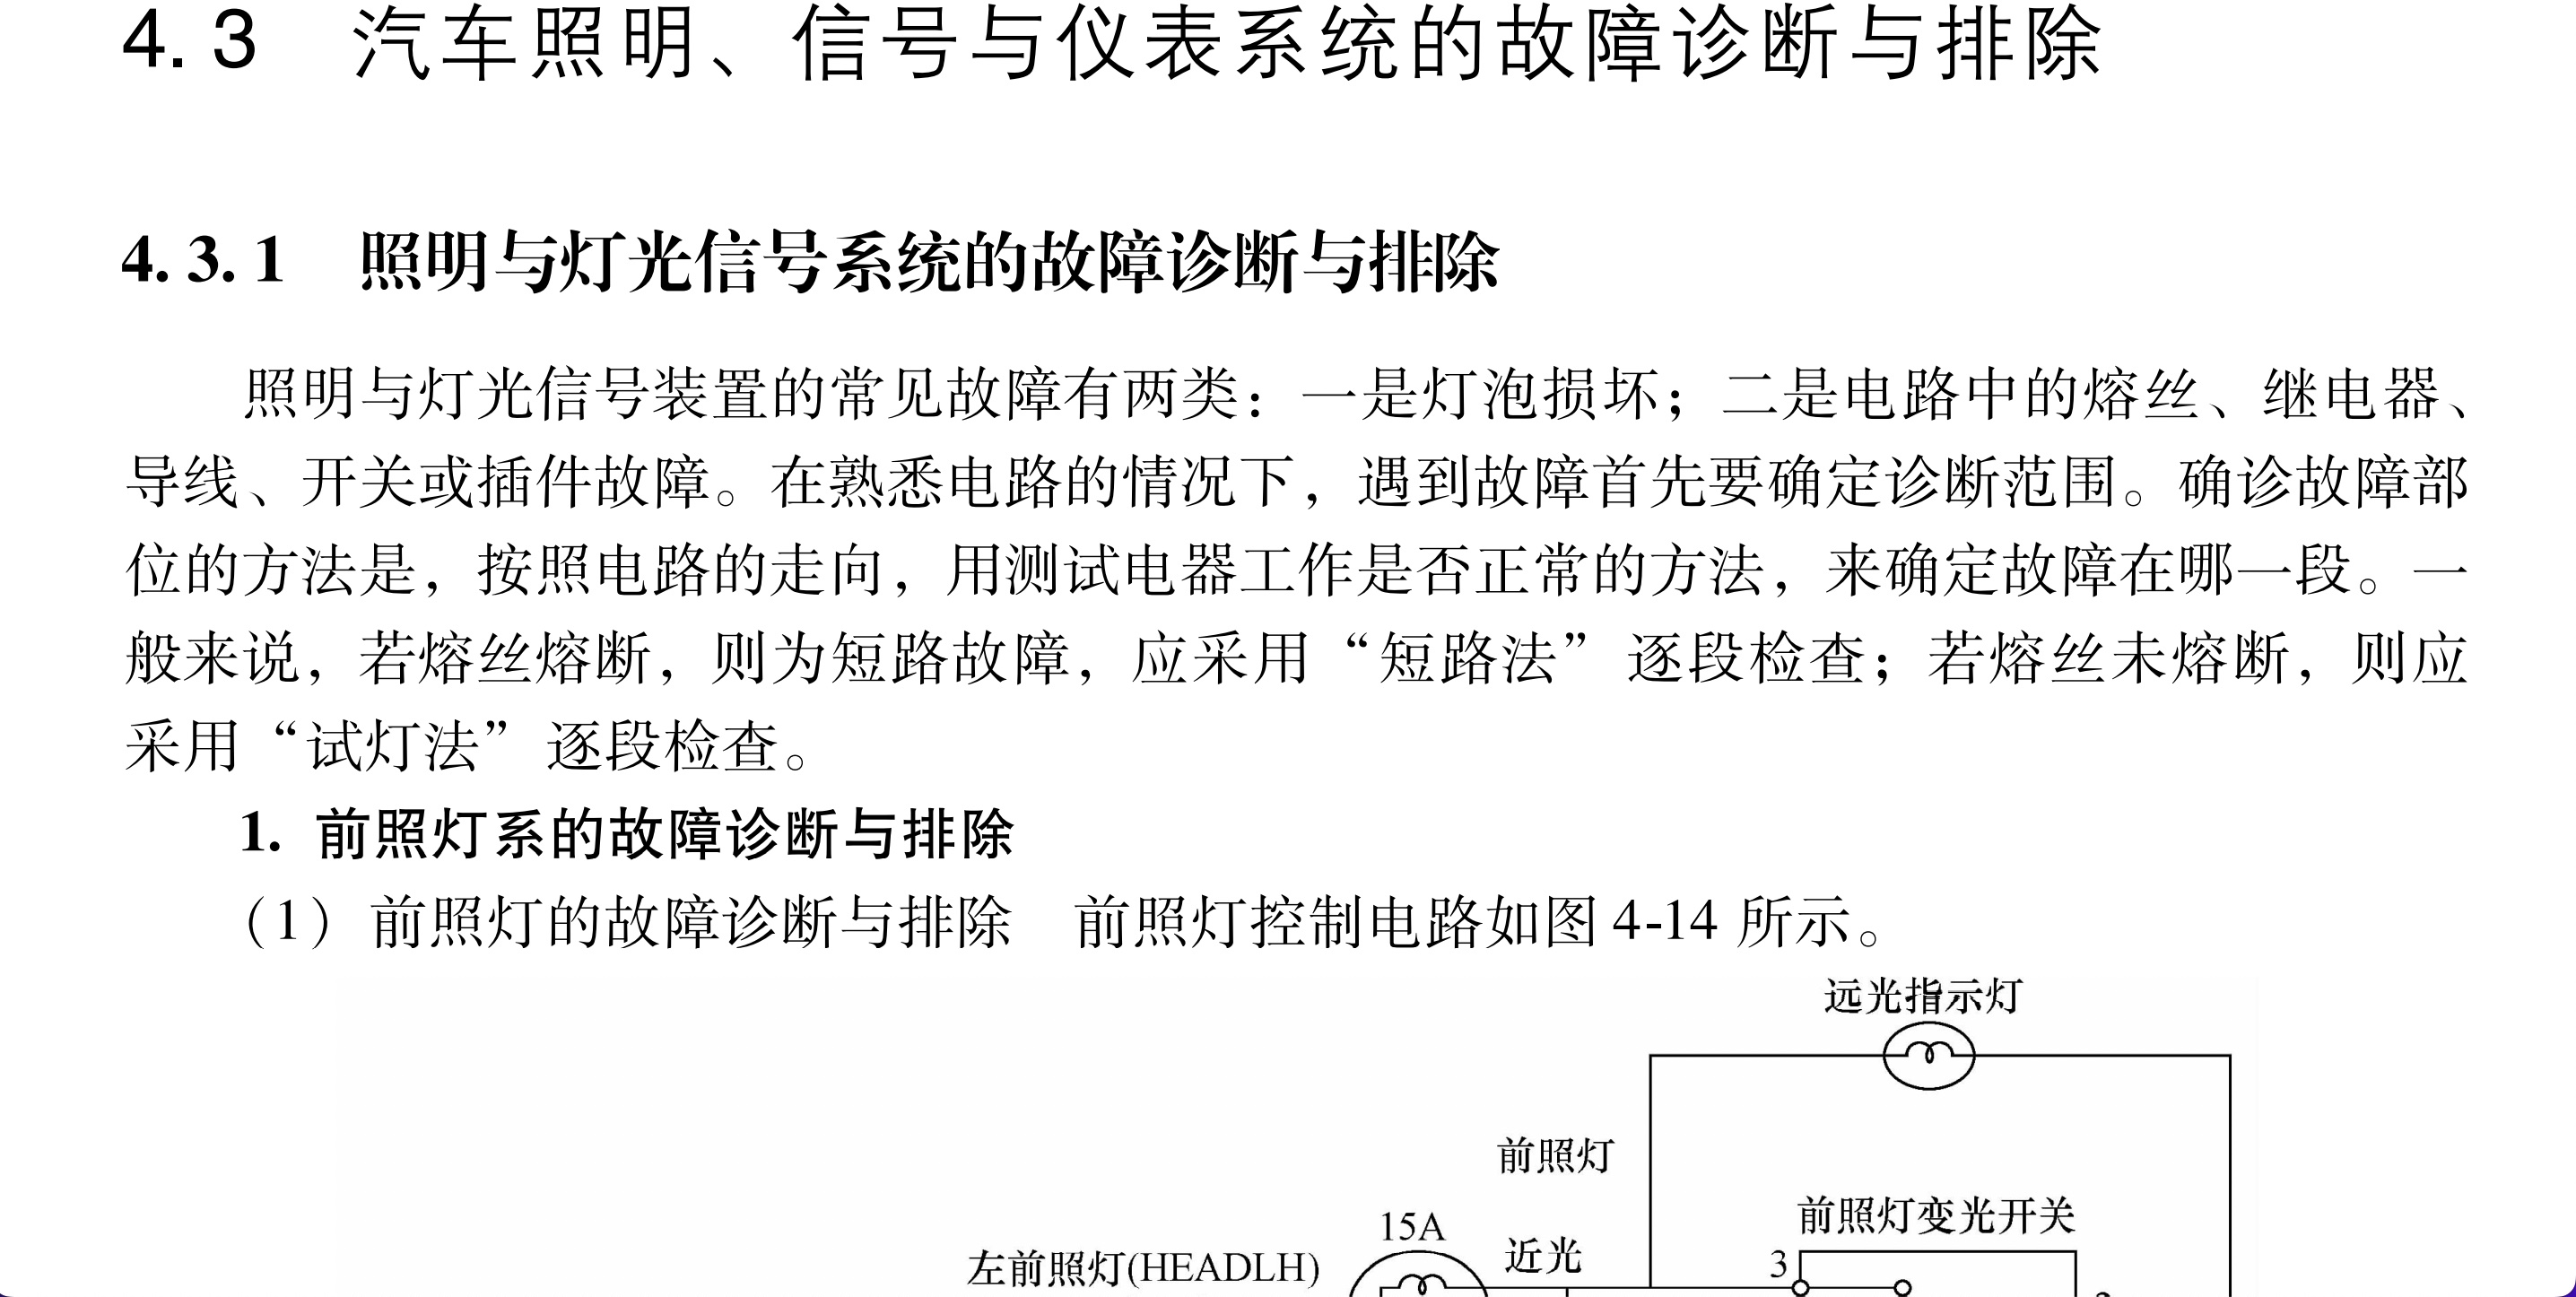 4.3 汽车照明、信号与仪表系统的故障诊断与排除
4.3.1 照明与灯光信号系统的故障诊断与排除
照明与灯光信号装置的常见故障有两类：一是灯泡损坏；二是电路中的熔丝、继电器、
导线、开关或插件故障。在熟悉电路的情况下，遇到故障首先要确定诊断范围。确诊故障部
位的方法是，按照电路的走向，用测试电器工作是否正常的方法，来确定故障在哪一段。一
般来说，若熔丝熔断，则为短路故障，应采用“短路法”逐段检查；若熔丝未熔断，则应
采用“试灯法”逐段检查。
1. 前照灯系的故障诊断与排除
（1）前照灯的故障诊断与排除 前照灯控制电路如图 4-14 所示。
远光指示灯
前照灯
前照灯变光开关
15A
近光
3
左前照灯(HEADLH)